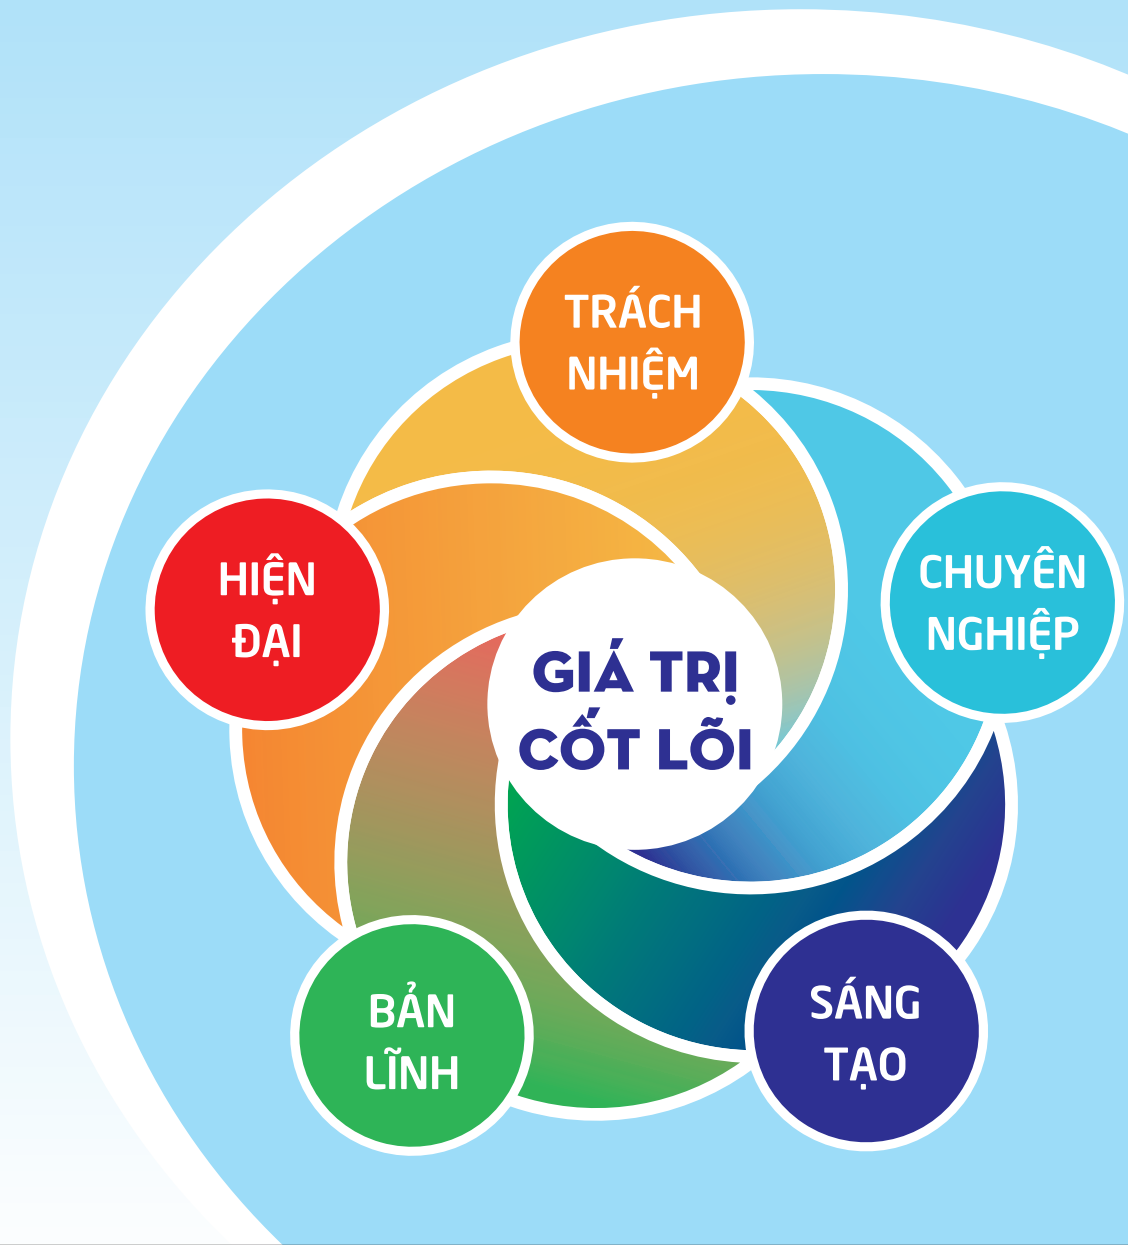 TRÁCH
NHIỆM
CHUYÊN
NGHIỆP
HIỆN
ĐẠI
GIÁ TRỊ
CỐT LÕI
BẢN
LĨNH
SÁNG
TẠO